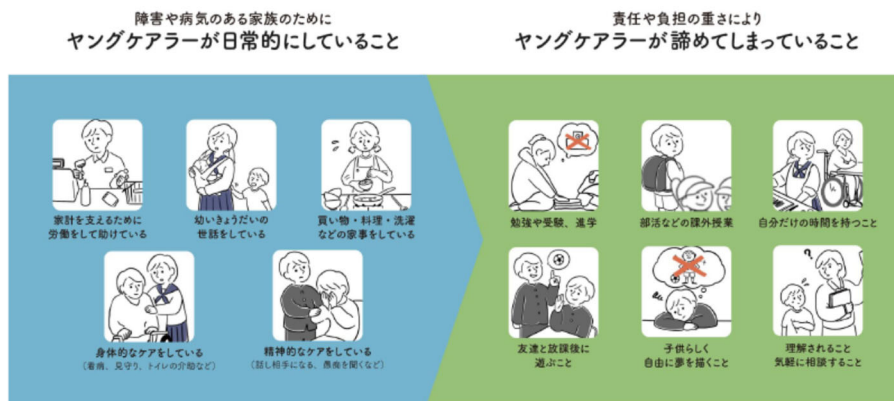 障害や病気のある家族のために
ヤングケアラーが日常的にしていること
責任や負担の重さにより
ヤングケアラーが諦めてしまっていること
家計を支えるために
労働をして助けている
幼いきょうだいの
世話をしている
買い物・料理・洗濯
などの家事をしている
身体的なケアをしている
(看病、見守り、トイレの介助など)
精神的なケアをしている
(話し相手になる、愚痴を聞くなど)
勉強や受験、進学
部活などの課外授業
自分だけの時間を持つこと
友達と放課後に
遊ぶこと
子供らしく
自由に夢を描くこと
?
理解されること
気軽に相談すること